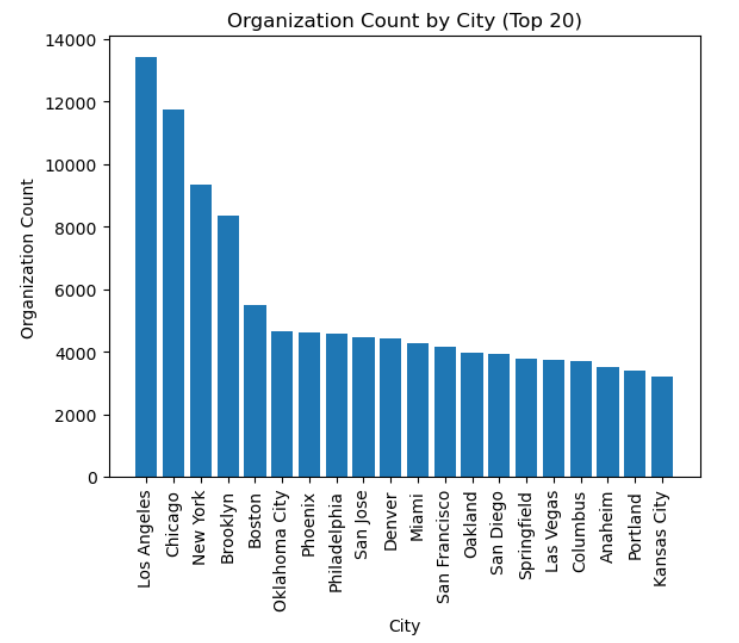 Organization Count by City (Top 20)
14000
12000
10000
8000
6000
4000
2000
0
Organization Count
Los Angeles
Chicago
New York
Brooklyn
Boston
Oklahoma City
Phoenix
Philadelphia
San Jose
Denver
Miami
San Francisco
Oakland
San Diego
Springfield
Las Vegas
Columbus
Anaheim
Portland
Kansas City
City